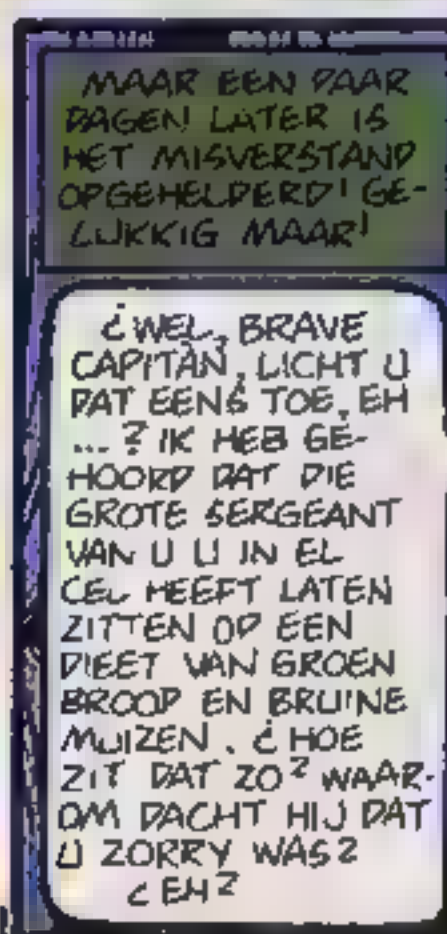 MAAR EEN PAAR
DAGEN LATER IS
HET MISVERSTAND
OPGEHELDERD! GE-
LUKKIG MAAR!
¿ WEL, BRAVE
CAPITÀN, LICHT U
DAT EENS TOE, EH
... ? IK HEB GE-
HOORD DAT DIE
GROTE SERGEANT
VAN U U IN EL
CEL HEEFT LATEN
ZITTEN OP EEN
DIEET VAN GROEN
BROOD EN BRUINE
MUIZEN. ¿ HOE
ZIT DAT ZO? WAAR-
OM DACHT HIJ DAT
U ZORRY WAS?
¿ EH?